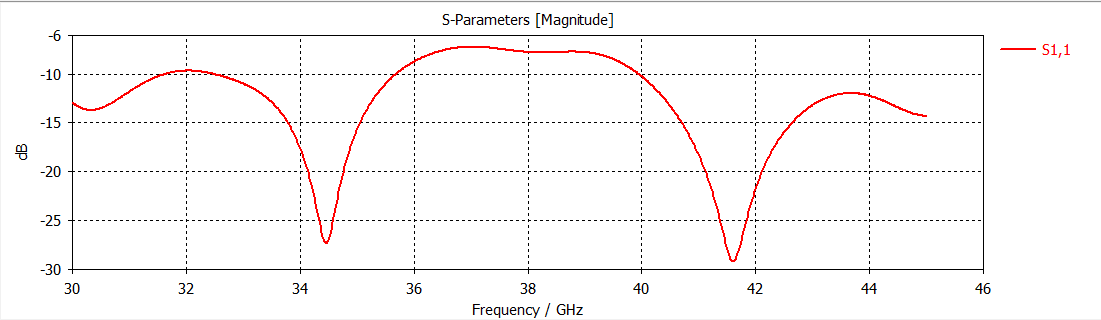 S-Parameters [Magnitude]
-6
-10
-15
-20
-25
-30
dB
30 32 34 36 38 40 42 44 46
Frequency / GHz
S1,1